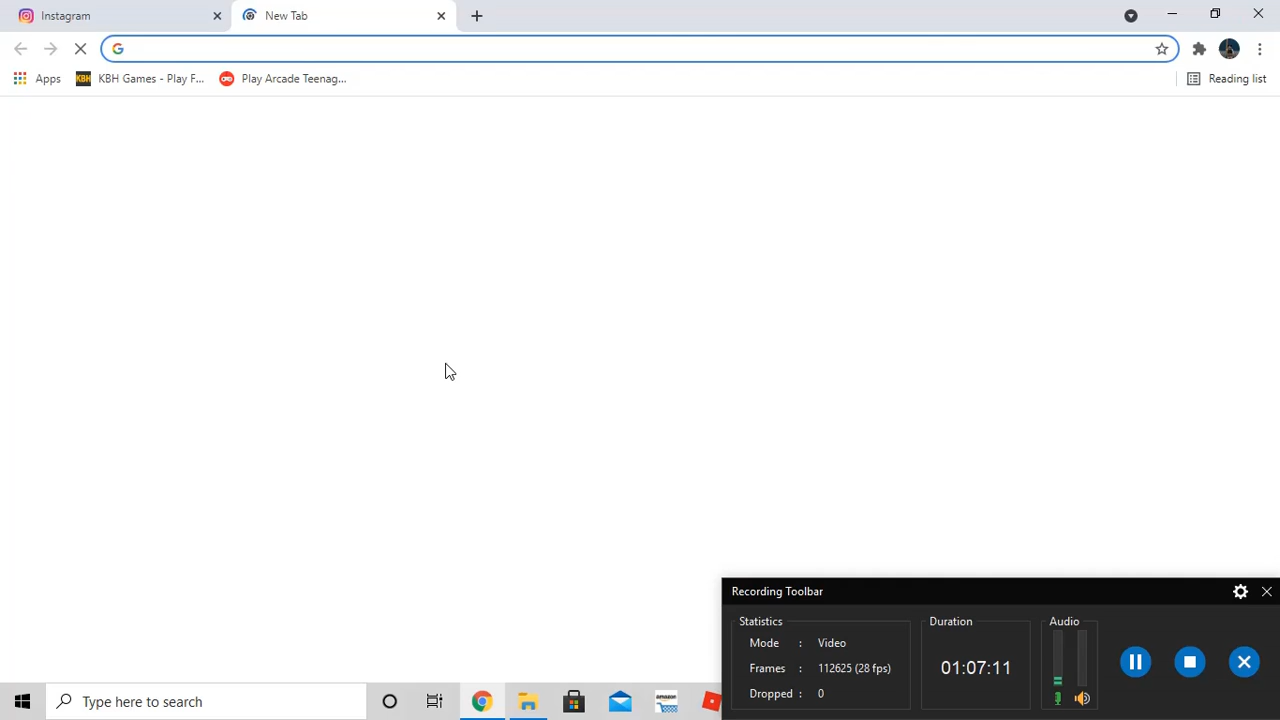 Instagram
New Tab
Apps
KBH Games - Play F...
Play Arcade Teenag...
Reading list
Recording Toolbar
Statistics
Mode : Video
Frames : 112625 (28 fps)
Dropped : 0
Duration
01:07:11
Audio
Type here to search